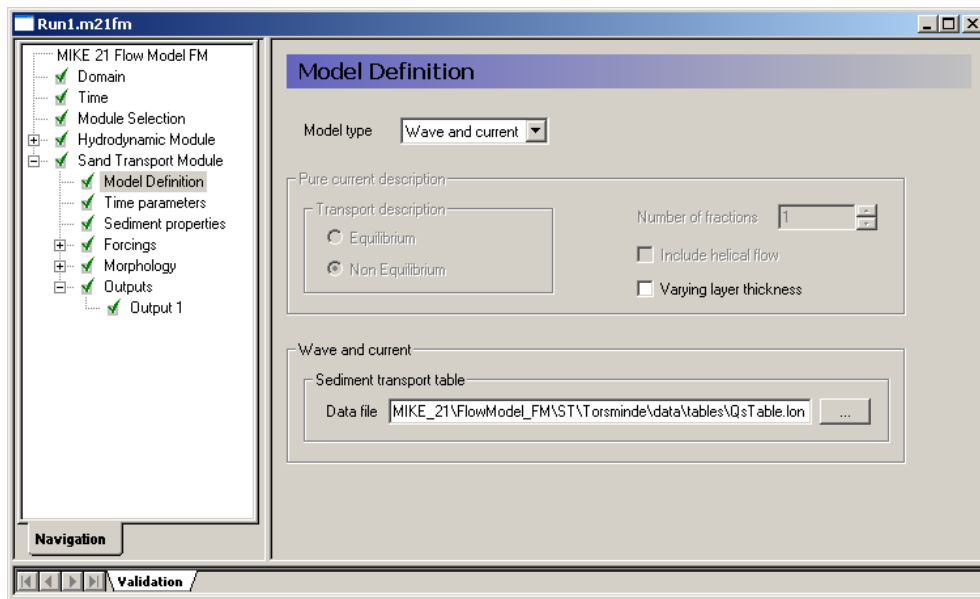 Run1.m21fm
MIKE 21 Flow Model FM
Domain
Time
Module Selection
Hydrodynamic Module
Sand Transport Module
Model Definition
Time parameters
Sediment properties
Forcings
Morphology
Outputs
Output 1
Navigation
Model Definition
Model type Wave and current
Pure current description
Transport description
Equilibrium
Non Equilibrium
Number of fractions 1
Include helical flow
Varying layer thickness
Wave and current
Sediment transport table
Data file MIKE_21\FlowModel_FM\ST\Torsminde\data\tables\QsTable.lon ...
Validation